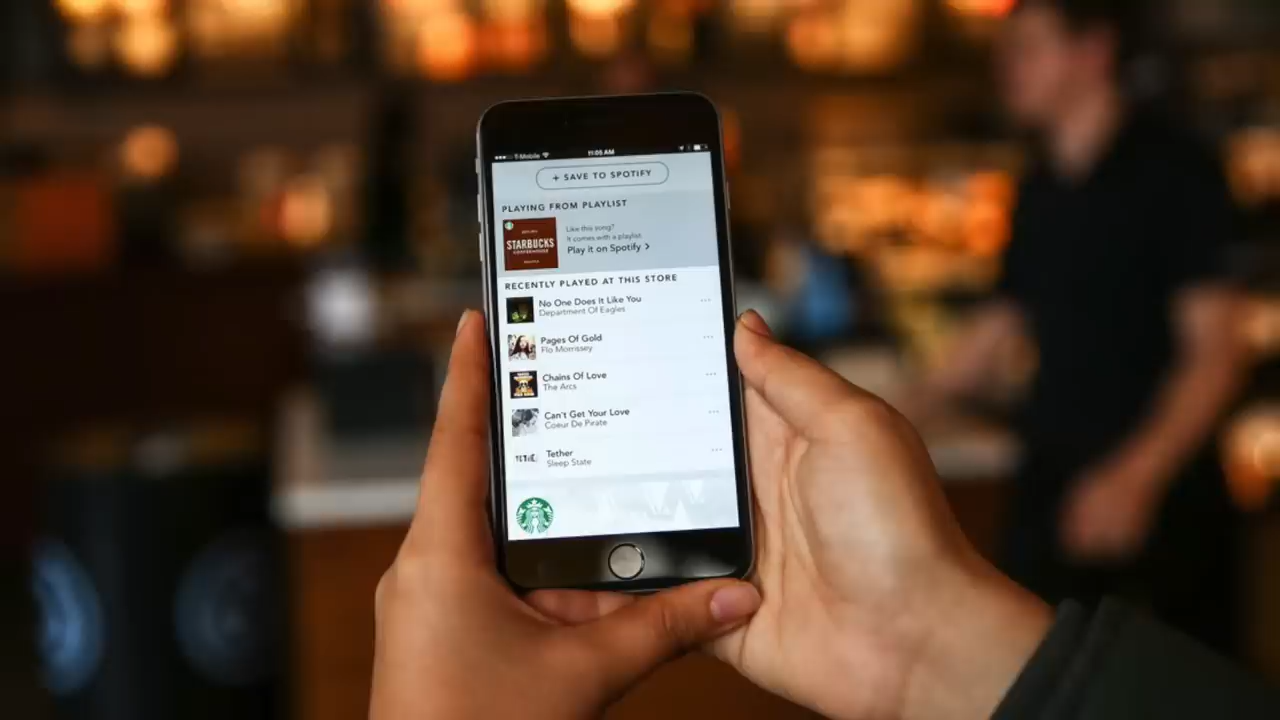 T-Mobile 11:05 AM
+ SAVE TO SPOTIFY
PLAYING FROM PLAYLIST
STARBUCKS
Like this song?
It comes with a playlist.
Play it on Spotify >
RECENTLY PLAYED AT THIS STORE
No One Does It Like You
Department Of Eagles
Pages Of Gold
Flo Morrissey
Chains Of Love
The Arcs
Can't Get Your Love
Coeur De Pirate
Tether
Sleep State